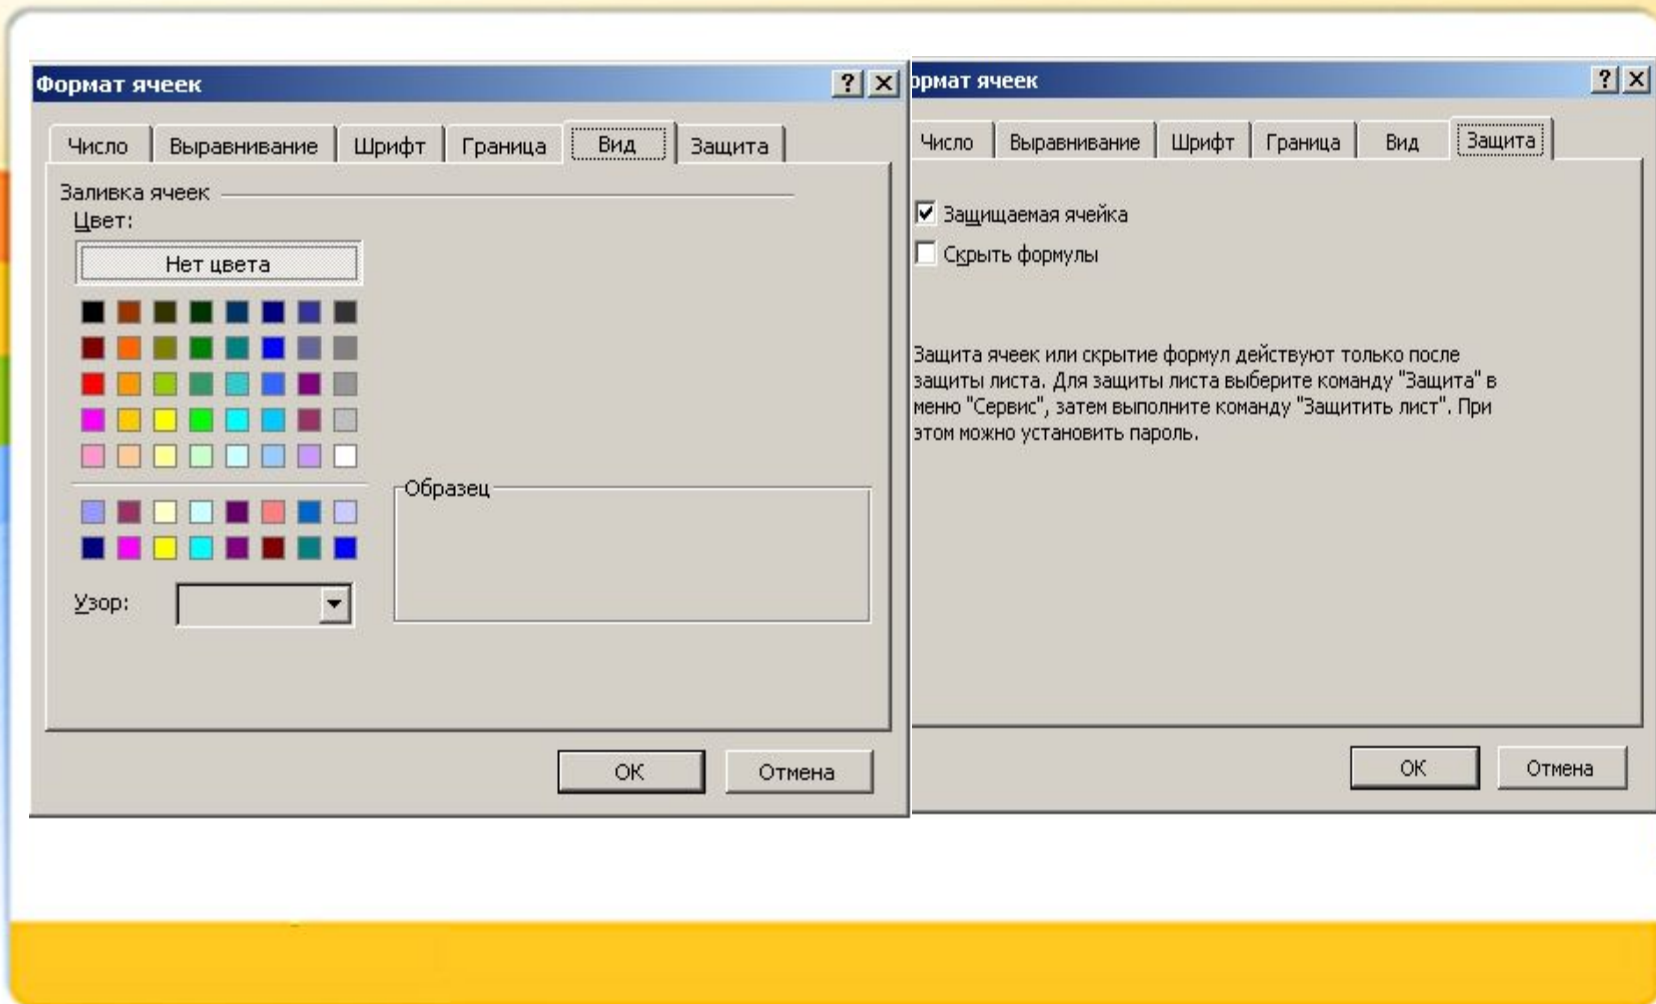 Формат ячеек
Число Выравнивание Шрифт Граница Вид Защита
Заливка ячеек
Цвет:
Нет цвета
Образец
Узор:
ОК Отмена
ормат ячеек
Число Выравнивание Шрифт Граница Вид Защита
Защищаемая ячейка
Скрыть формулы
Защита ячеек или скрытие формул действуют только после
защиты листа. Для защиты листа выберите команду "Защита" в
меню "Сервис", затем выполните команду "Защитить лист". При
этом можно установить пароль.
ОК Отмена